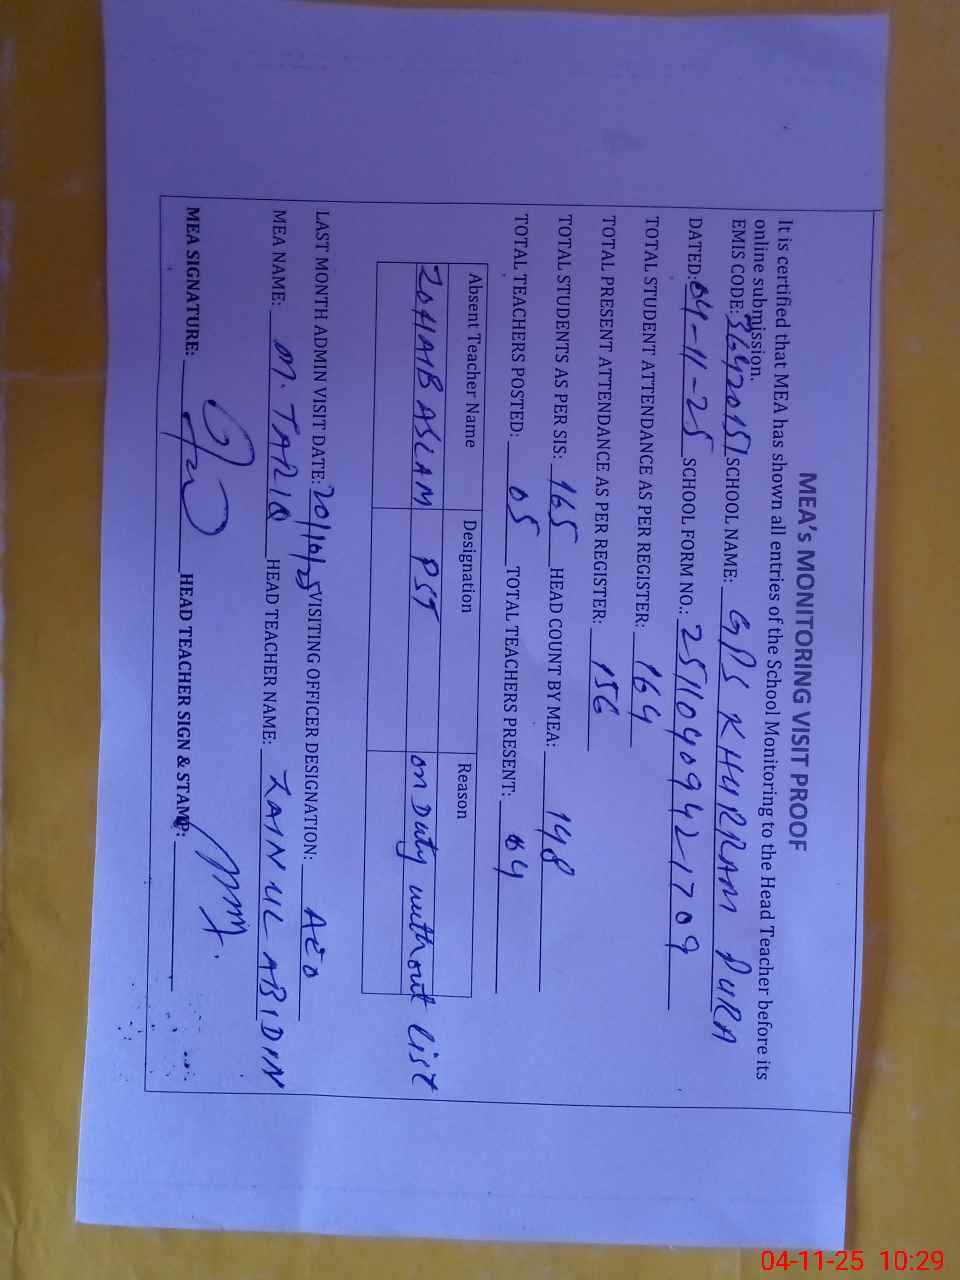 MEA's MONITORING VISIT PROOF
It is certified that MEA has shown all entries of the School Monitoring to the Head Teacher before its
online submission.
EMIS CODE: 36420151 SCHOOL NAME: GPS KHURRAM PURA
DATED: 04-11-25 SCHOOL FORM NO.: 25110409421709
TOTAL STUDENT ATTENDANCE AS PER REGISTER: 164
TOTAL PRESENT ATTENDANCE AS PER REGISTER: 156
TOTAL STUDENTS AS PER SIS: 165 HEAD COUNT BY MEA: 148
TOTAL TEACHERS POSTED: 05 TOTAL TEACHERS PRESENT: 04
Absent Teacher Name Designation Reason
ZOHAIB ASLAM PST on Duty without list
LAST MONTH ADMIN VISIT DATE: 20/10/25 VISITING OFFICER DESIGNATION: AEO
MEA NAME: M. TARIQ HEAD TEACHER NAME: ZAIN UL ABIDIN
MEA SIGNATURE: HEAD TEACHER SIGN & STAMP:
04-11-25 10:29